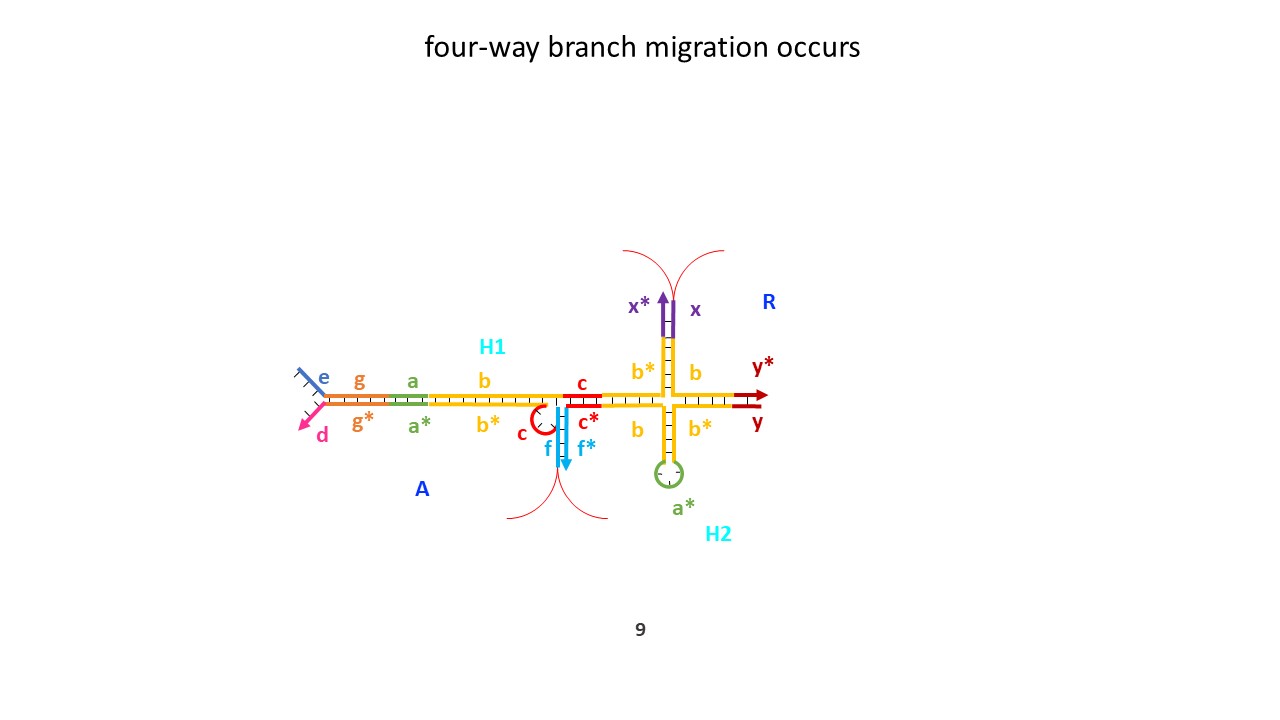 four-way branch migration occurs
x*
x
R
H1
b*
b
y*
e
g
a
b
c
g*
a*
b*
c
c*
b
b*
y
d
f
f*
A
a*
H2
9